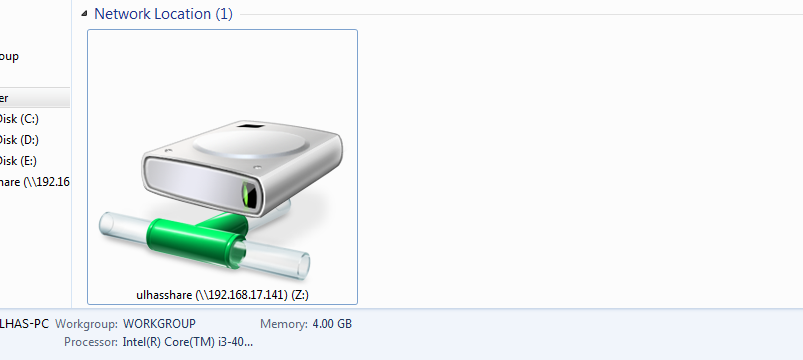 Network Location (1)
oup
er
Disk (C:)
Disk (D:)
Disk (E:)
hare (\\192.16
ulhasshare (\\192.168.17.141) (Z:)
LHAS-PC Workgroup: WORKGROUP Memory: 4.00 GB
Processor: Intel(R) Core(TM) i3-40...